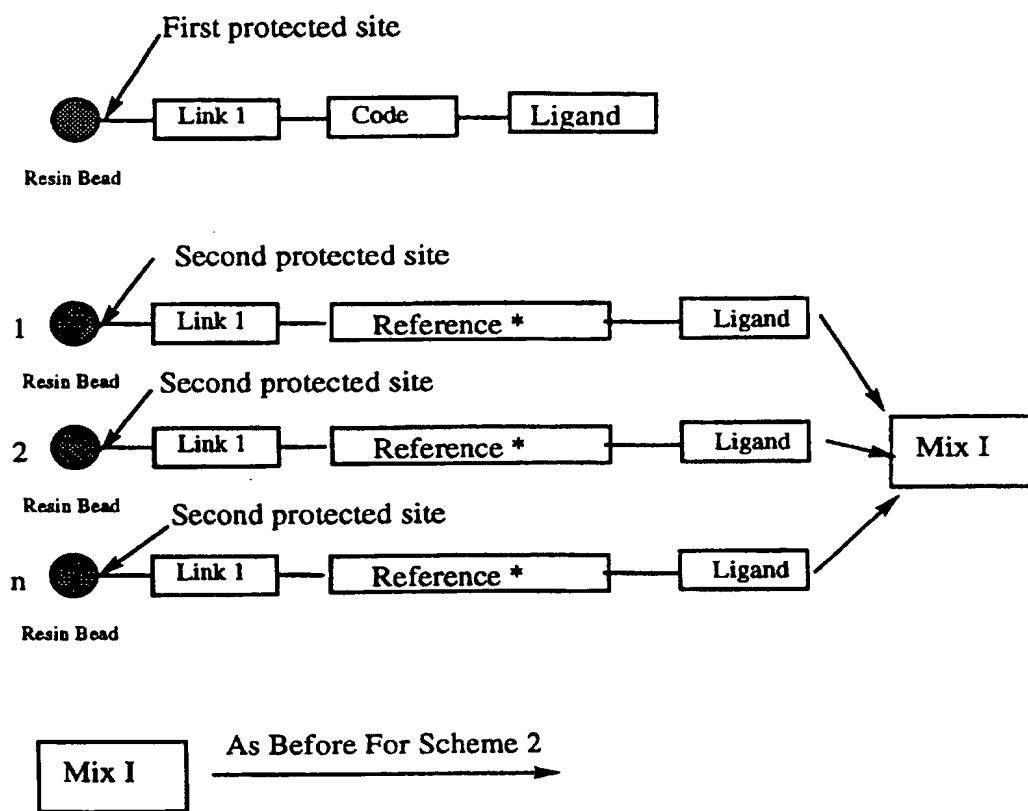 First protected site
Link 1
Code
Ligand
Resin Bead
Second protected site
1
Link 1
Reference *
Ligand
Resin Bead
Second protected site
2
Link 1
Reference *
Ligand
Mix I
Resin Bead
Second protected site
n
Link 1
Reference *
Ligand
Resin Bead
As Before For Scheme 2
Mix I